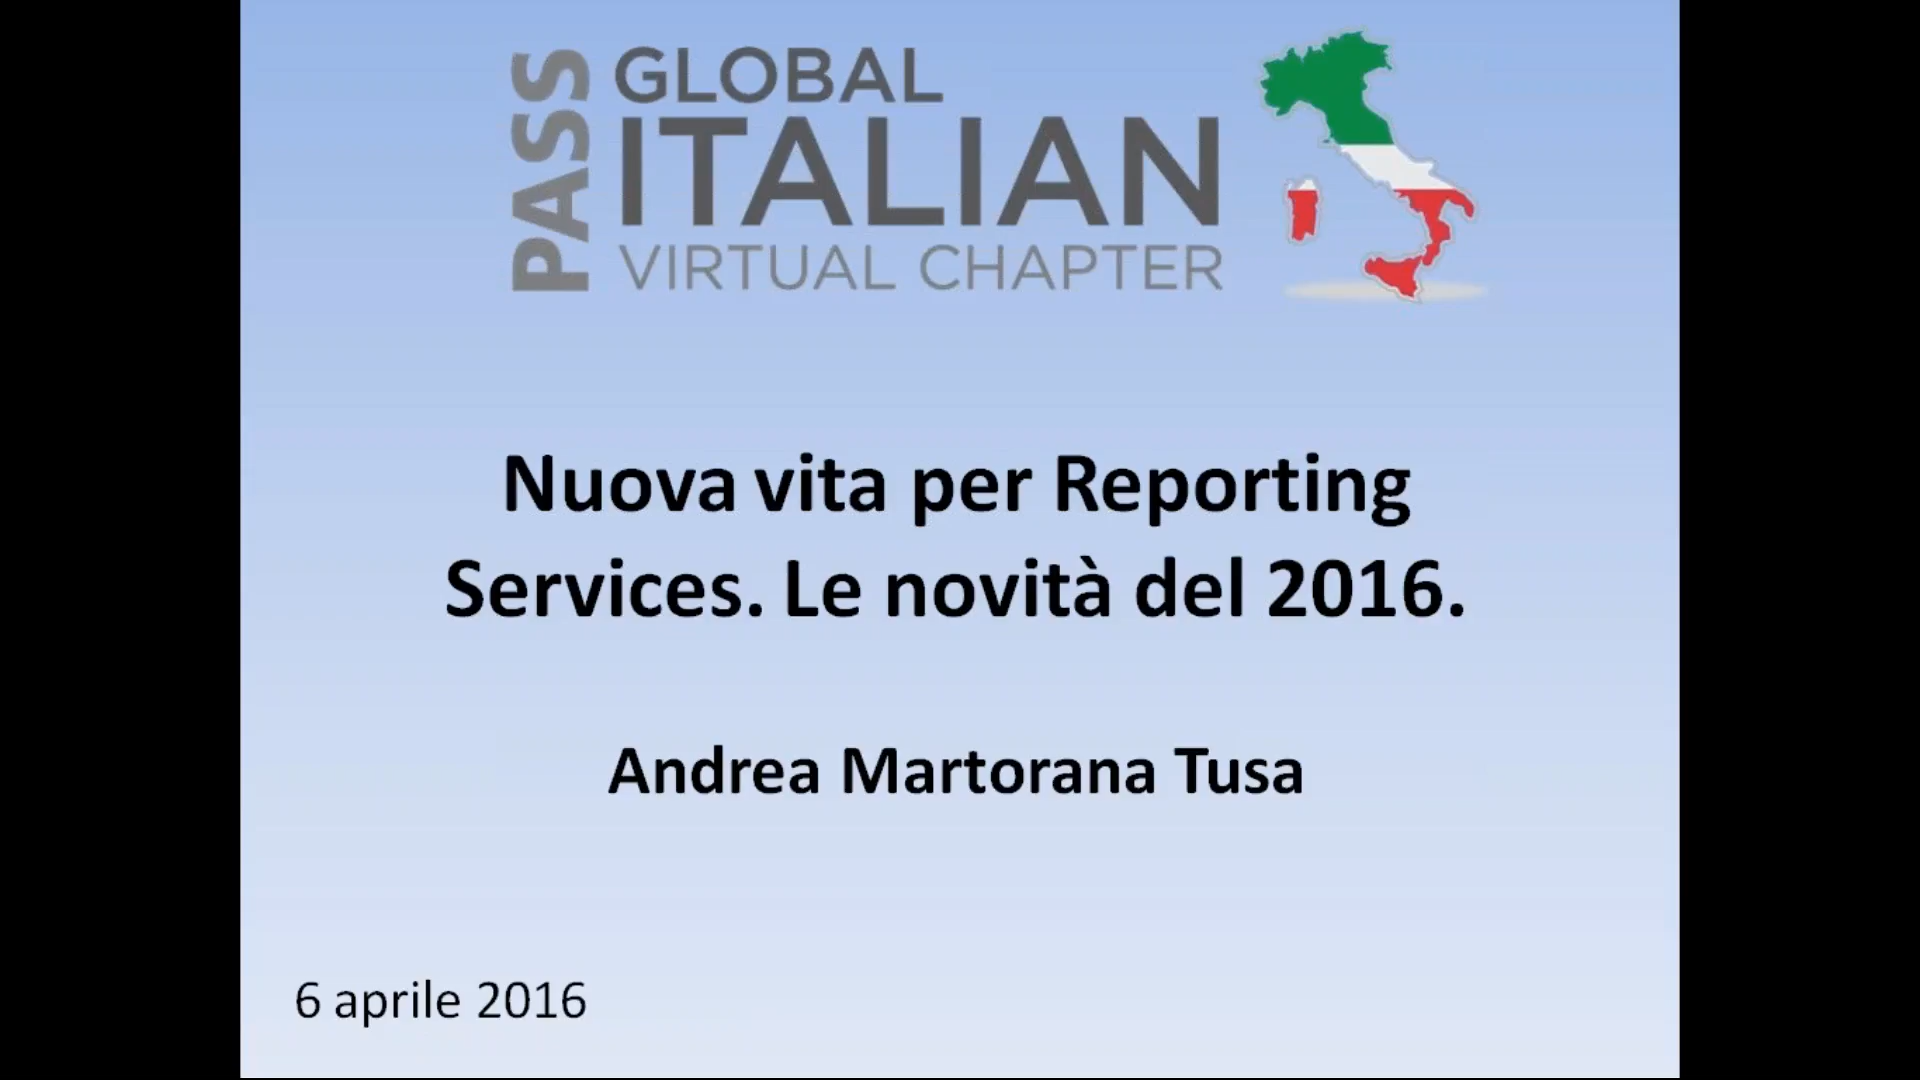 PASS
GLOBAL
ITALIAN
VIRTUAL CHAPTER
Nuova vita per Reporting
Services. Le novità del 2016.
Andrea Martorana Tusa
6 aprile 2016